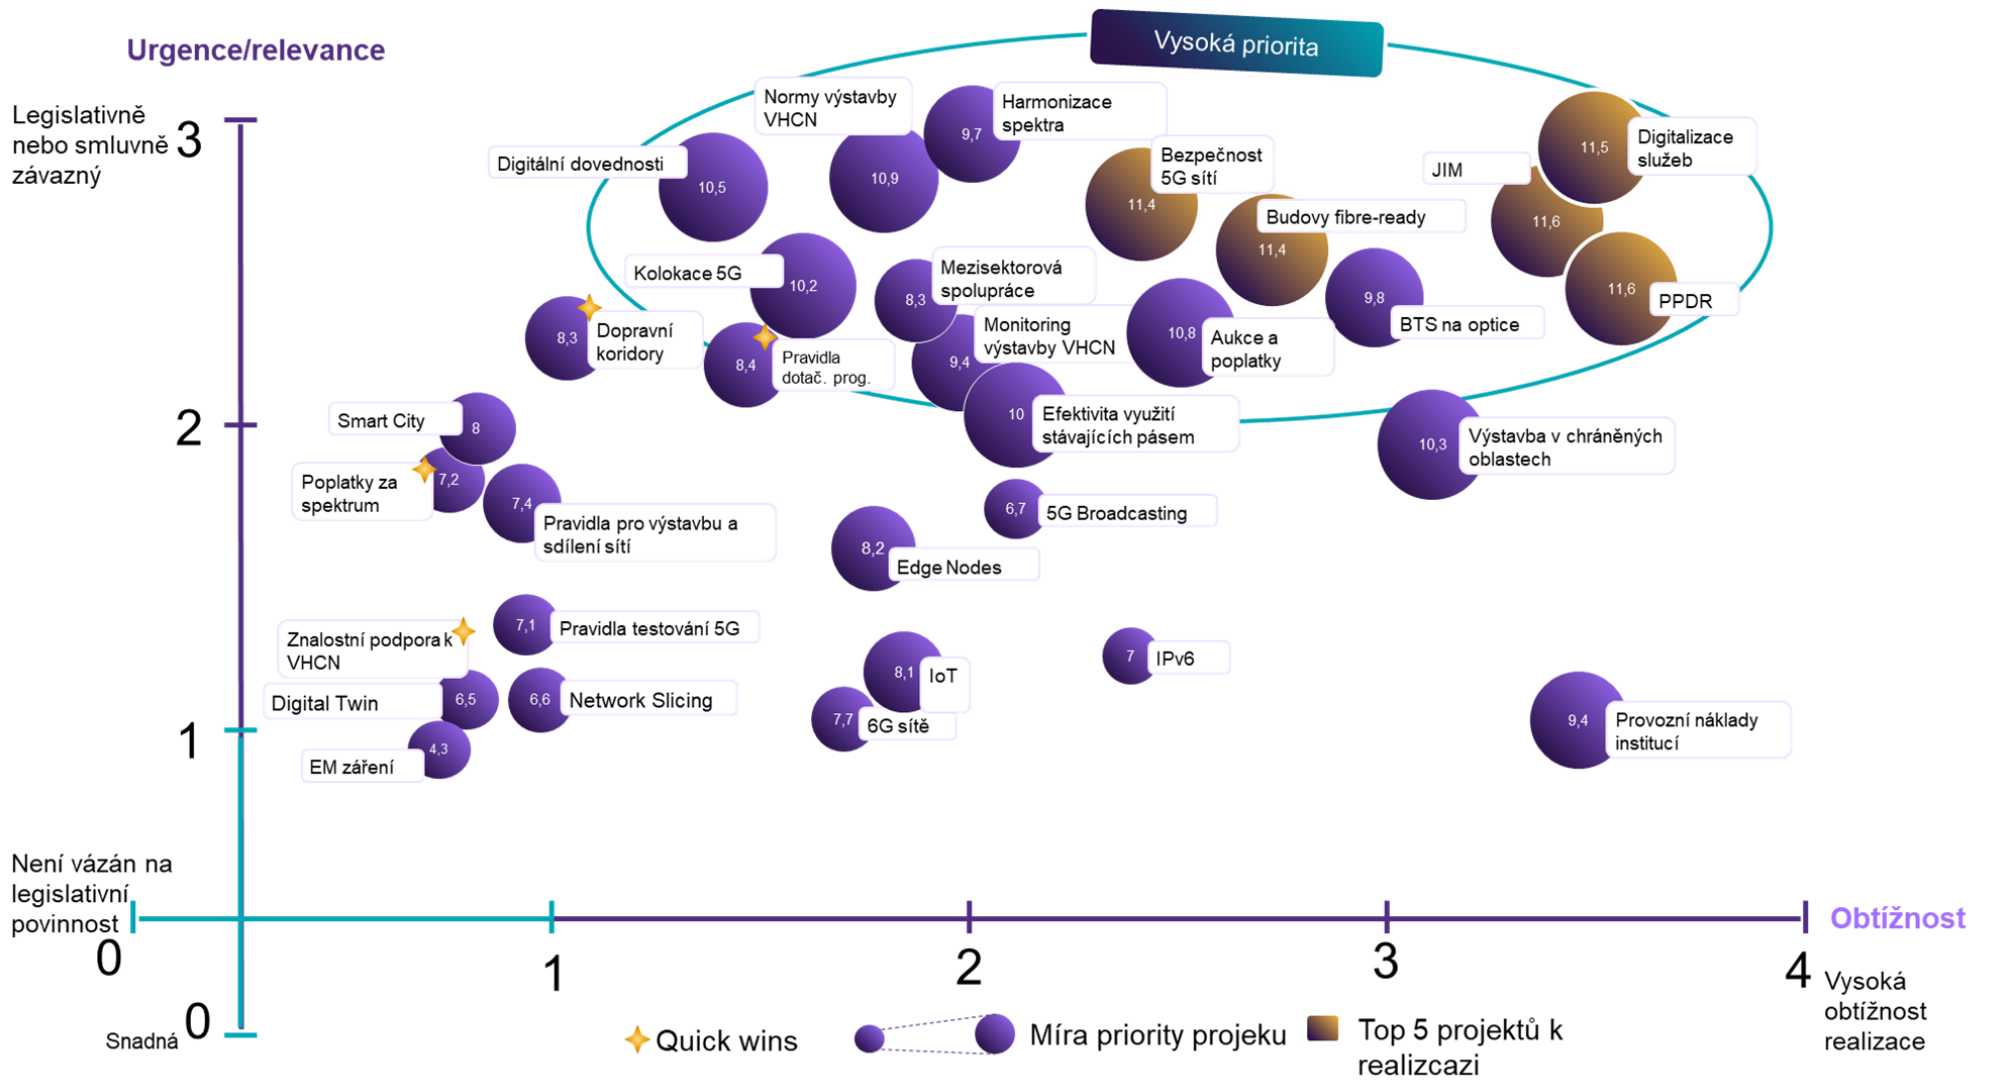 Urgence/relevance
Vysoká priorita
Legislativně
nebo smluvně
závazný
3
Normy výstavby
VHCN
10,9
9,7
Harmonizace
spektra
Digitální dovednosti
10,5
Bezpečnost
5G sítí
11,4
JIM
11,6
11,5
Digitalizace
služeb
Budovy fibre-ready
11,4
Kolokace 5G
10,2
8,3
Mezisektorová
spolupráce
9,8
BTS na optice
11,6
PPDR
8,3
Dopravní
koridory
8,4
Pravidla
dotač. prog.
9,4
Monitoring
výstavby VHCN
10,8
Aukce a
poplatky
2
Smart City
8
10
Efektivita využití
stávajících pásem
10,3
Výstavba v chráněných
oblastech
Poplatky za
spektrum
7,2
7,4
Pravidla pro výstavbu a
sdílení sítí
6,7
5G Broadcasting
8,2
Edge Nodes
7,1
Pravidla testování 5G
Znalostní podpora k
VHCN
8,1
IoT
7
IPv6
Digital Twin
6,5
6,6
Network Slicing
7,7
6G sítě
9,4
Provozní náklady
institucí
1
4,3
EM záření
Není vázán na
legislativní
povinnost
0
1
2
3
4
Obtížnost
Vysoká
obtížnost
realizace
0
Snadná
Quick wins
Míra priority projeku
Top 5 projektů k
realizcazi